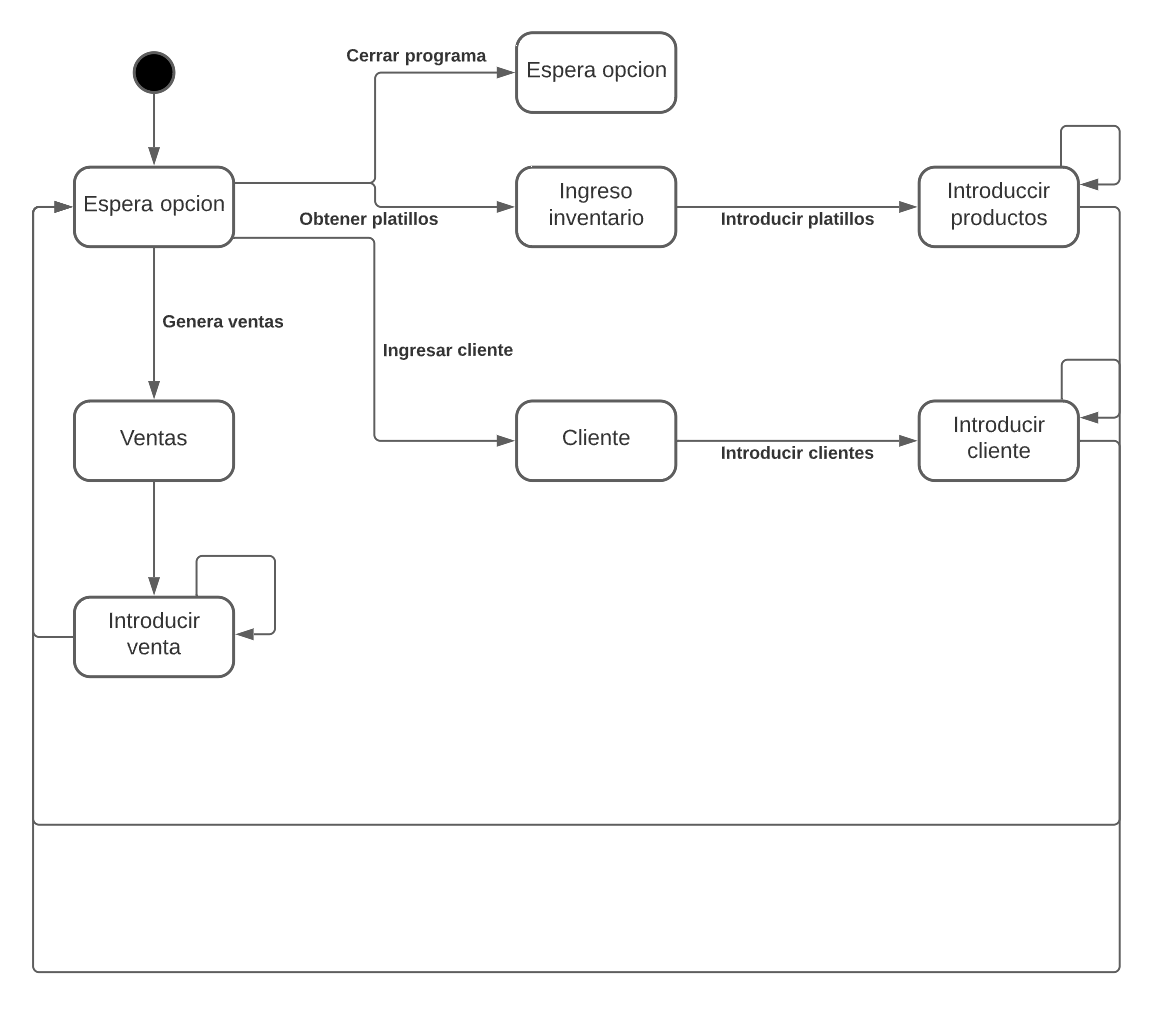 Cerrar programa
Espera opcion
Espera opcion
Obtener platillos
Ingreso
inventario
Introducir platillos
Introduccir
productos
Genera ventas
Ingresar cliente
Ventas
Cliente
Introducir clientes
Introducir
cliente
Introducir
venta